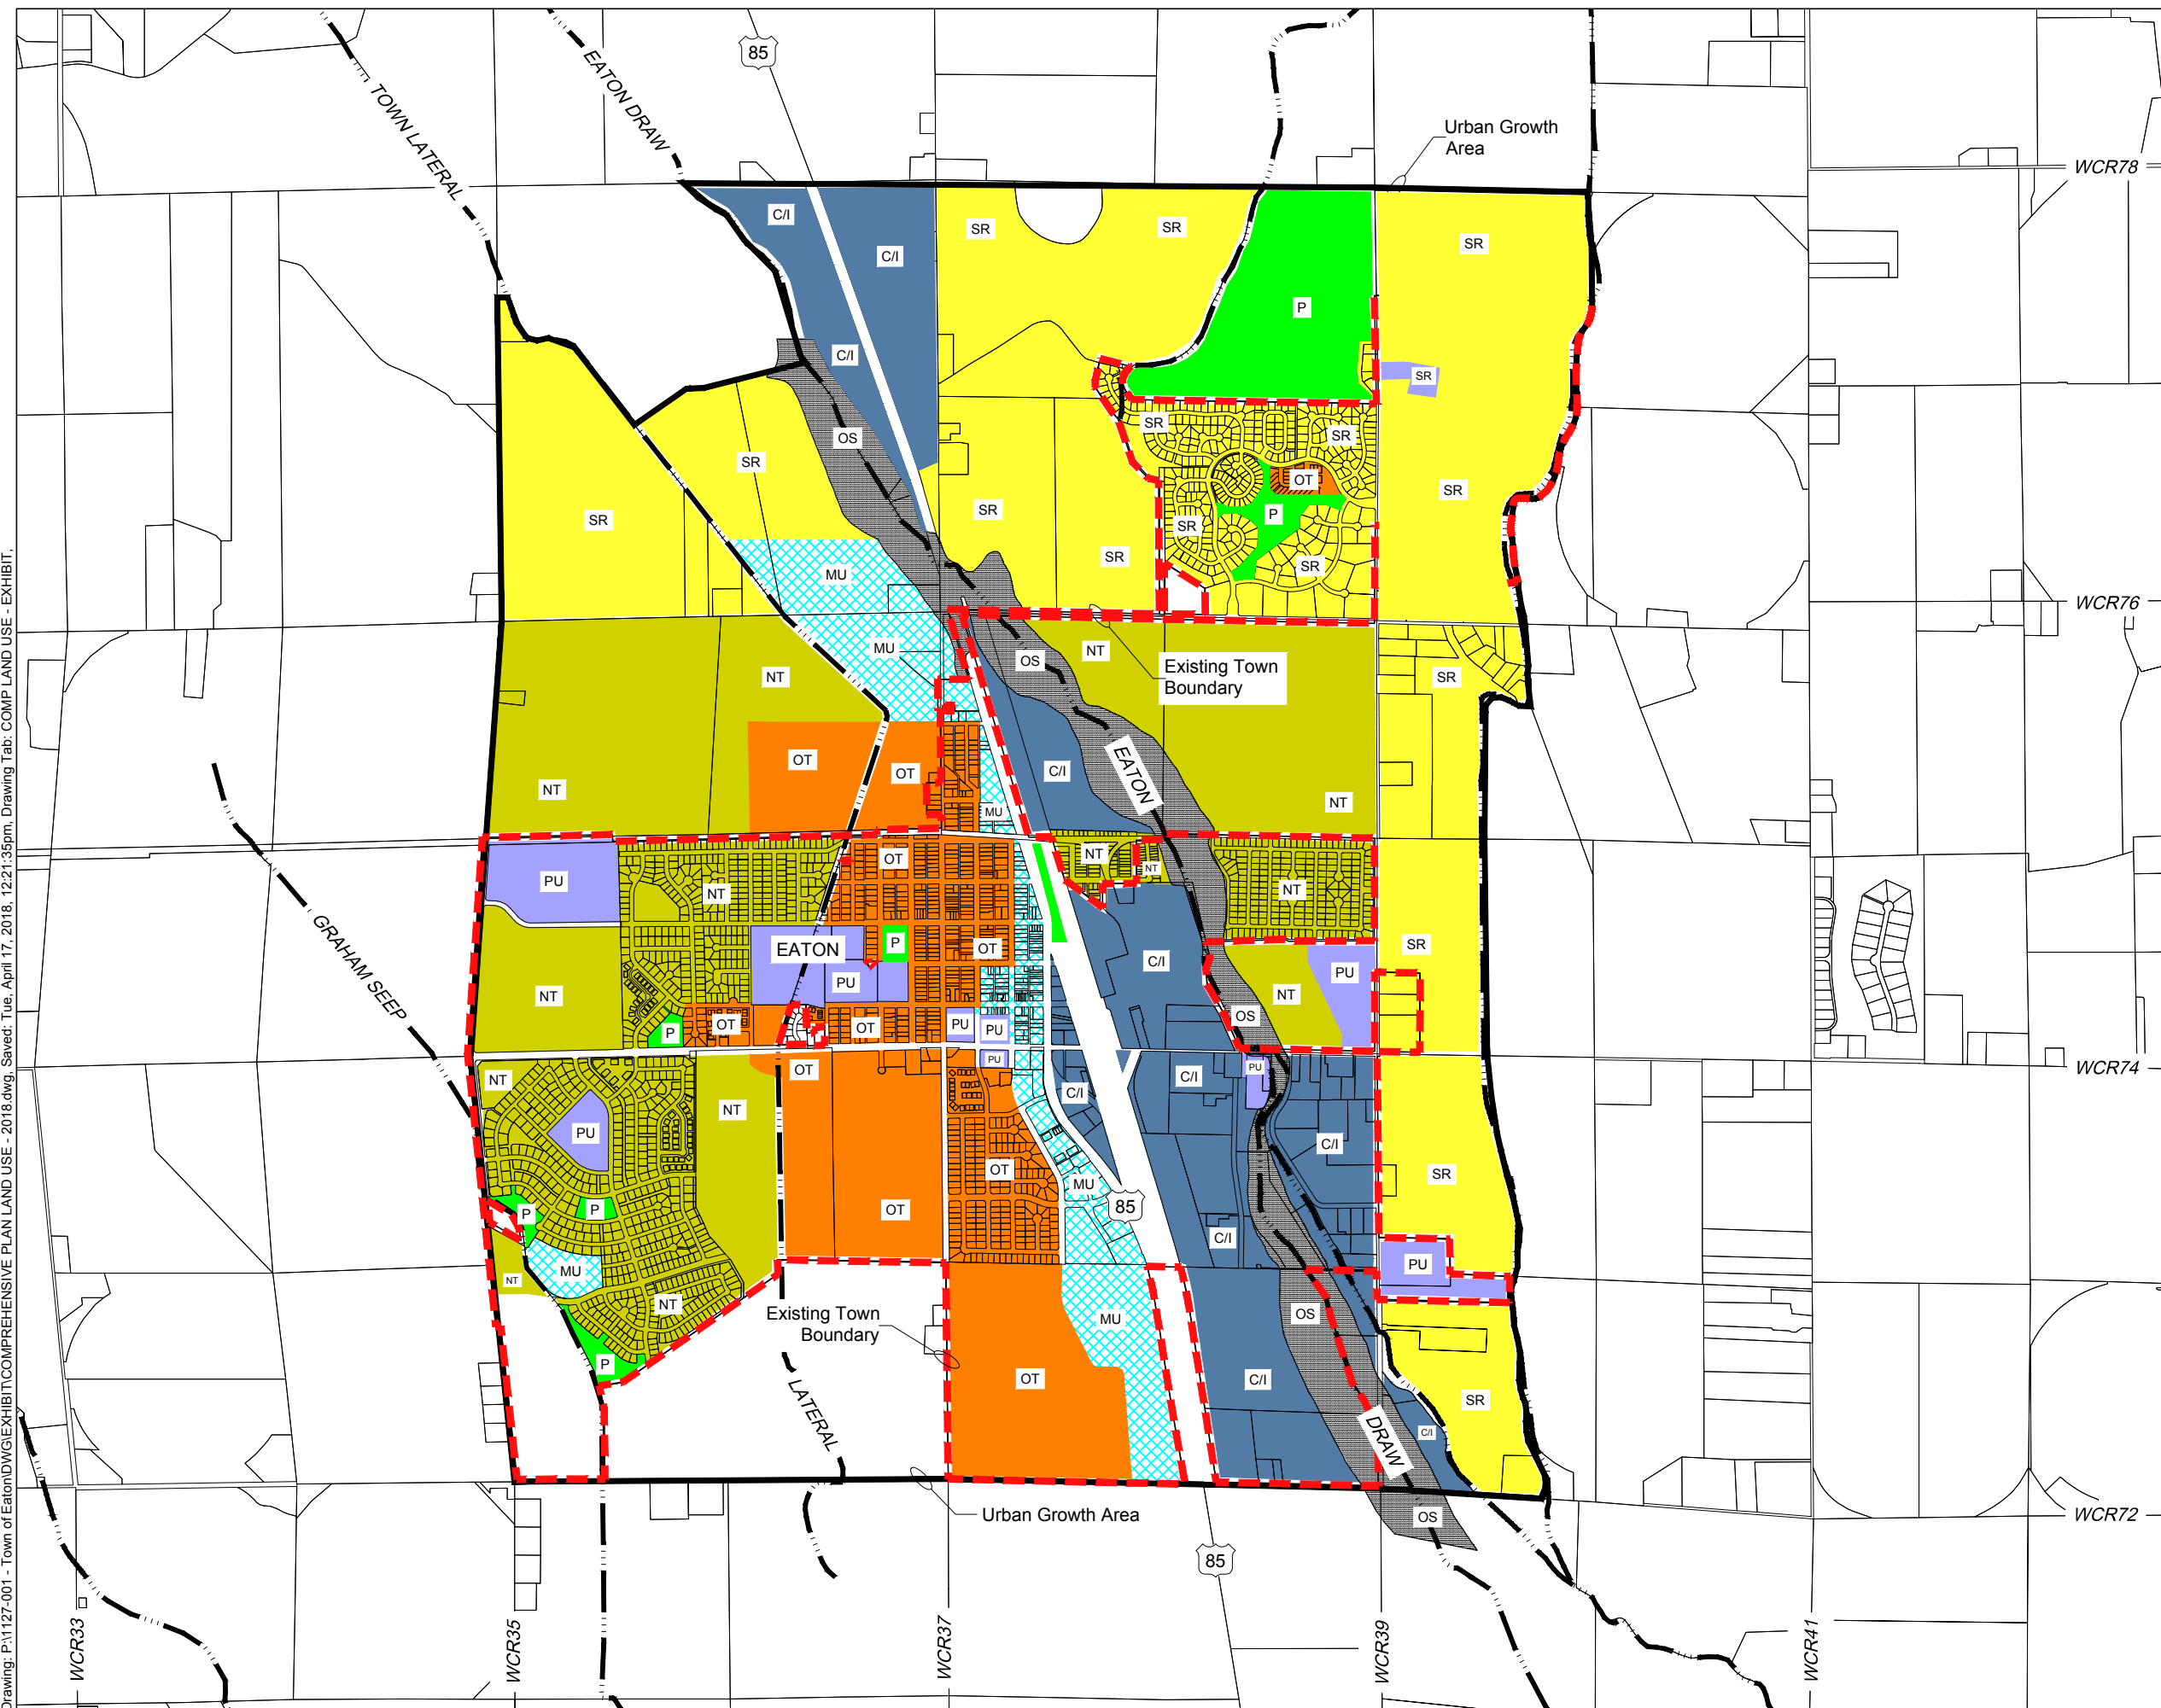 85
EATON DRAW
TOWN LATERAL
Urban Growth
Area
WCR78
C/I
C/I
SR
SR
SR
P
C/I
SR
SR
SR
OS
SR
SR
OT
SR
SR
SR
P
SR
SR
SR
SR
MU
WCR76
MU
OS
NT
Existing Town
Boundary
NT
SR
OT
OT
C/I
EATON
NT
NT
MU
OT
NT
NT
PU
NT
NT
GRAHAM SEEP
EATON
P
OT
C/I
SR
PU
PU
NT
NT
OS
P
OT
OT
PU
PU
PU
OT
PU
WCR74
NT
C/I
C/I
NT
PU
C/I
OT
SR
MU
85
P
P
OT
C/I
PU
MU
NT
NT
Existing Town
Boundary
MU
OS
P
OT
C/I
SR
LATERAL
DRAW
C/I
Urban Growth Area
OS
WCR72
85
WCR33
WCR35
WCR37
WCR39
WCR41
Drawing: P:\1127-001 - Town of Eaton\DWG\EXHIBIT\COMPREHENSIVE PLAN LAND USE - 2018.dwg, Saved: Tue, April 17, 2018, 12:21:35pm, Drawing Tab: COMP LAND USE - EXHIBIT,